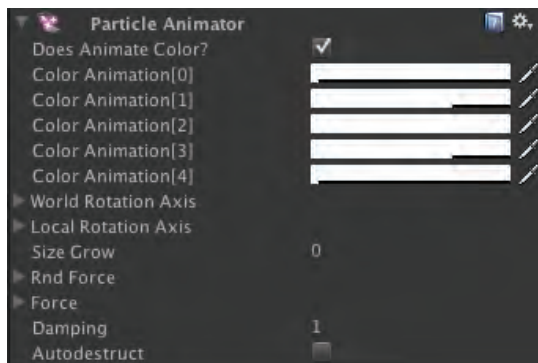 Particle Animator
Does Animate Color?
Color Animation[0]
Color Animation[1]
Color Animation[2]
Color Animation[3]
Color Animation[4]
World Rotation Axis
Local Rotation Axis
Size Grow 0
Rnd Force
Force
Damping 1
Autodestruct